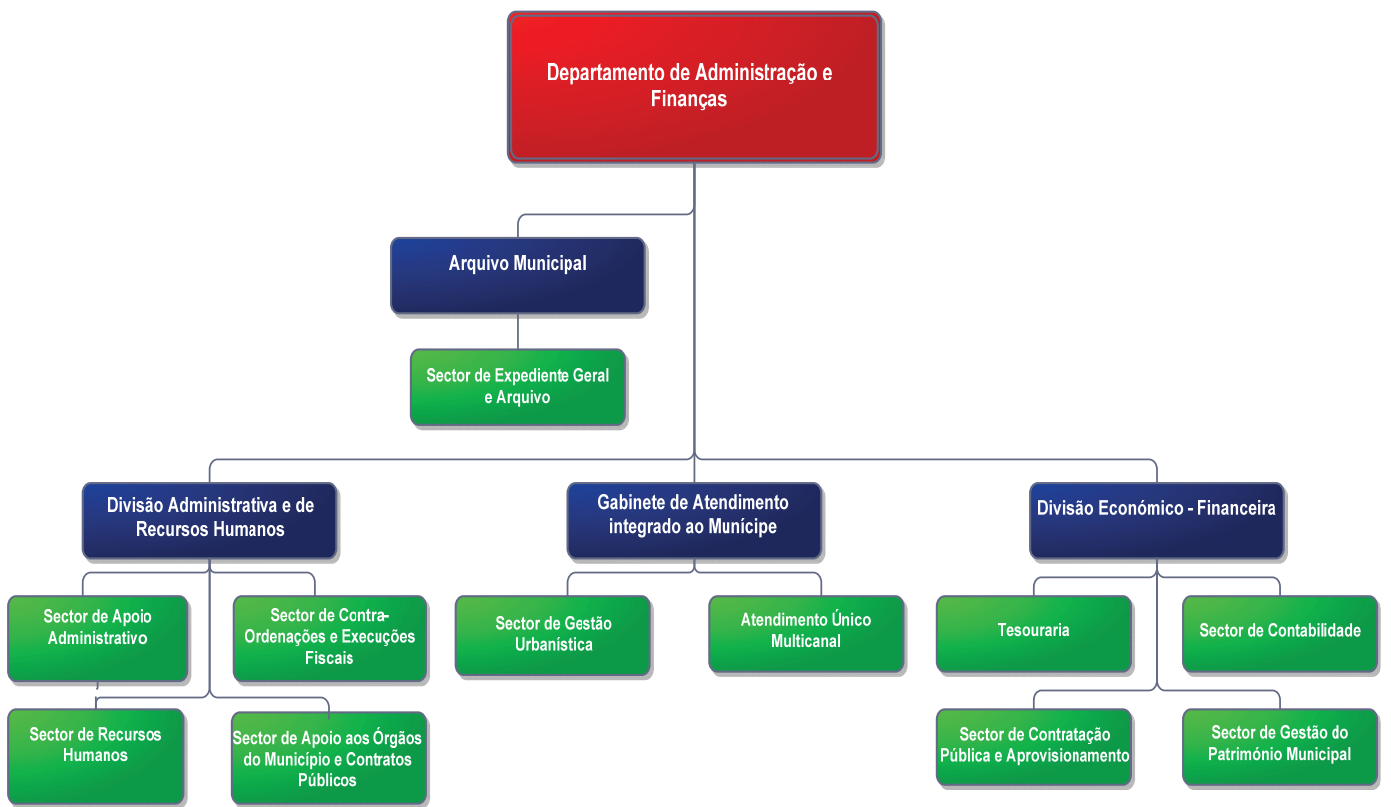 Departamento de Administração e
Finanças
Arquivo Municipal
Sector de Expediente Geral
e Arquivo
Divisão Administrativa e de
Recursos Humanos
Gabinete de Atendimento
integrado ao Munícipe
Divisão Económico - Financeira
Sector de Apoio
Administrativo
Sector de Contra-
Ordenações e Execuções
Fiscais
Sector de Gestão
Urbanística
Atendimento Único
Multicanal
Tesouraria
Sector de Contabilidade
Sector de Recursos
Humanos
Sector de Apoio aos Órgãos
do Município e Contratos
Públicos
Sector de Contratação
Pública e Aprovisionamento
Sector de Gestão do
Património Municipal